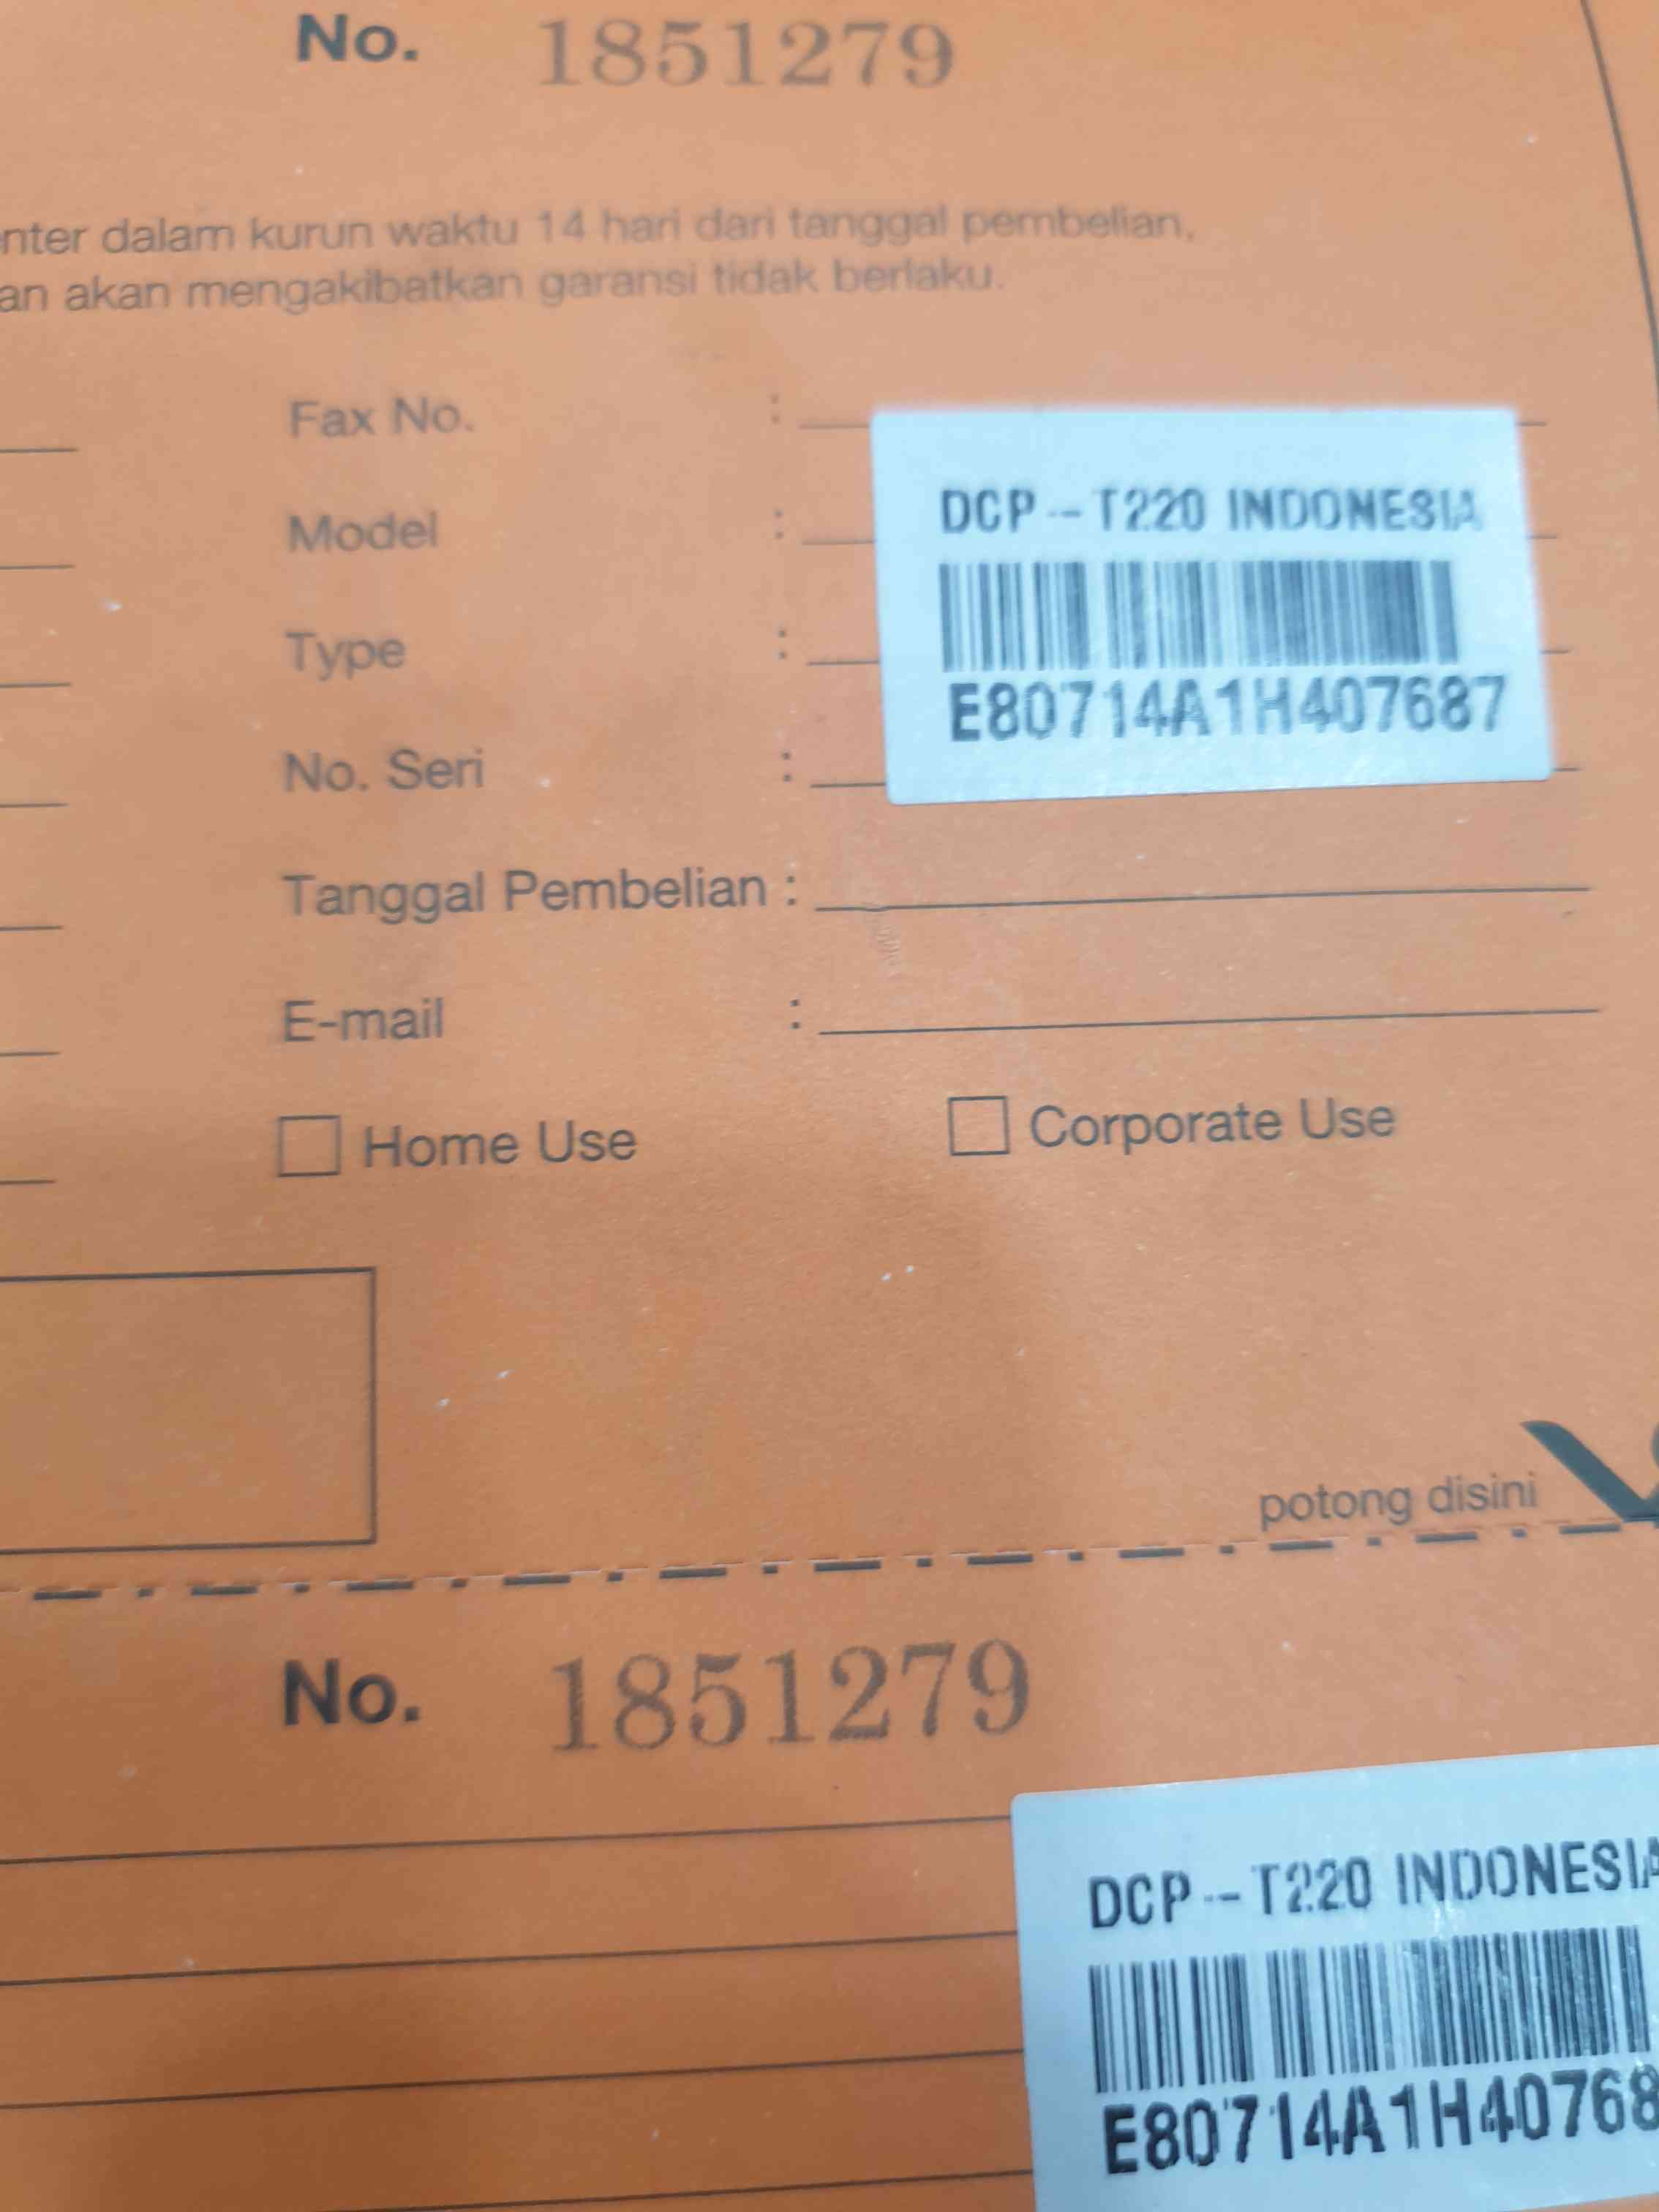 No. 1851279
dalam kurun waktu 14 hari dari tanggal pembelian,
akan mengakibatkan garansi tidak berlaku.
Fax No. :
Model :
Type :
No. Seri :
DCP -- T220 INDONESIA
E80714A1H407687
Tanggal Pembelian :
E-mail :
Home Use
Corporate Use
potong disini
No. 1851279
DCP -- T220 INDONESIA
E80714A1H40768